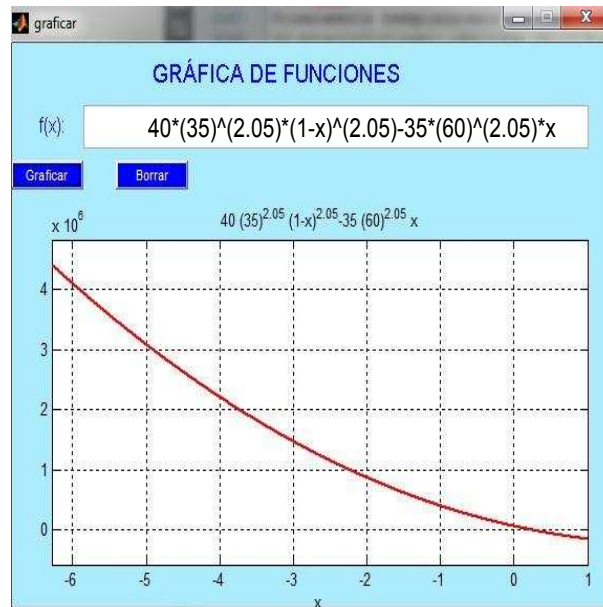 graficar
GRÁFICA DE FUNCIONES
f(x): 40*(35)^(2.05)*(1-x)^(2.05)-35*(60)^(2.05)*x
Graficar Borrar
x 10^6 40 (35)^2.05 (1-x)^2.05-35 (60)^2.05 x
4
3
2
1
0
-6 -5 -4 -3 -2 -1 0 1
x